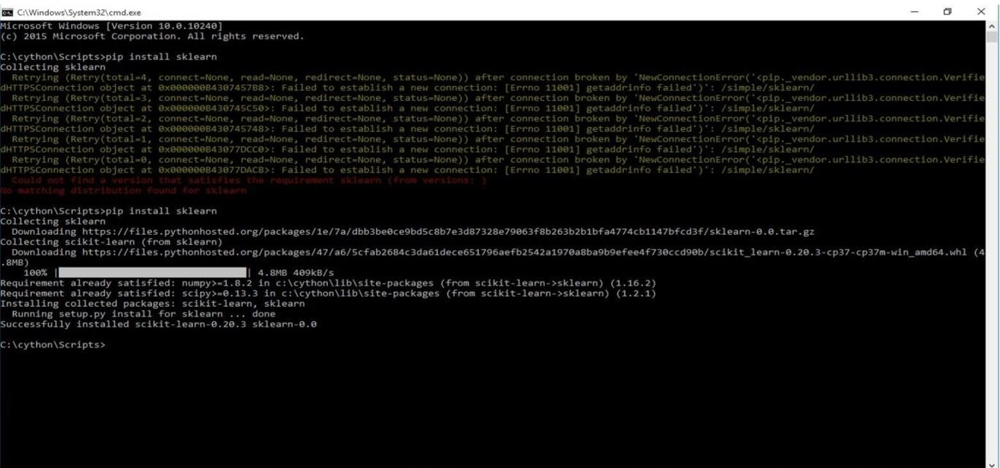 C:\Windows\System32\cmd.exe
Microsoft Windows [Version 10.0.10240]
(c) 2015 Microsoft Corporation. All rights reserved.
C:\cython\Scripts>pip install sklearn
Collecting sklearn
Retrying (Retry(total=4, connect=None, read=None, redirect=None, status=None)) after connection broken by 'NewConnectionError('<pip._vendor.urllib3.connection.Verifie
dHTTPSConnection object at 0x000000B4307457B8>: Failed to establish a new connection: [Errno 11001] getaddrinfo failed')': /simple/sklearn/
Retrying (Retry(total=3, connect=None, read=None, redirect=None, status=None)) after connection broken by 'NewConnectionError('<pip._vendor.urllib3.connection.Verifie
dHTTPSConnection object at 0x000000B430745C50>: Failed to establish a new connection: [Errno 11001] getaddrinfo failed')': /simple/sklearn/
Retrying (Retry(total=2, connect=None, read=None, redirect=None, status=None)) after connection broken by 'NewConnectionError('<pip._vendor.urllib3.connection.Verifie
dHTTPSConnection object at 0x000000B430745748>: Failed to establish a new connection: [Errno 11001] getaddrinfo failed')': /simple/sklearn/
Retrying (Retry(total=1, connect=None, read=None, redirect=None, status=None)) after connection broken by 'NewConnectionError('<pip._vendor.urllib3.connection.Verifie
dHTTPSConnection object at 0x000000B43077DCC0>: Failed to establish a new connection: [Errno 11001] getaddrinfo failed')': /simple/sklearn/
Retrying (Retry(total=0, connect=None, read=None, redirect=None, status=None)) after connection broken by 'NewConnectionError('<pip._vendor.urllib3.connection.Verifie
dHTTPSConnection object at 0x000000B43077DAC8>: Failed to establish a new connection: [Errno 11001] getaddrinfo failed')': /simple/sklearn/
Could not find a version that satisfies the requirement sklearn (from versions: )
No matching distribution found for sklearn
C:\cython\Scripts>pip install sklearn
Collecting sklearn
Downloading https://files.pythonhosted.org/packages/1e/7a/dbb3be0ce9bd5c8b7e3d87328e79063f8b263b2b1bfa4774cb1147bfcd3f/sklearn-0.0.tar.gz
Collecting scikit-learn (from sklearn)
Downloading https://files.pythonhosted.org/packages/47/a6/5cfab2684c3da61dece651796aefb2542a1970a8ba9b9efee4f730ccd90b/scikit_learn-0.20.3-cp37-cp37m-win_amd64.whl (4
.8MB)
100% | | 4.8MB 409kB/s
Requirement already satisfied: numpy>=1.8.2 in c:\cython\lib\site-packages (from scikit-learn->sklearn) (1.16.2)
Requirement already satisfied: scipy>=0.13.3 in c:\cython\lib\site-packages (from scikit-learn->sklearn) (1.2.1)
Installing collected packages: scikit-learn, sklearn
Running setup.py install for sklearn ... done
Successfully installed scikit-learn-0.20.3 sklearn-0.0
C:\cython\Scripts>